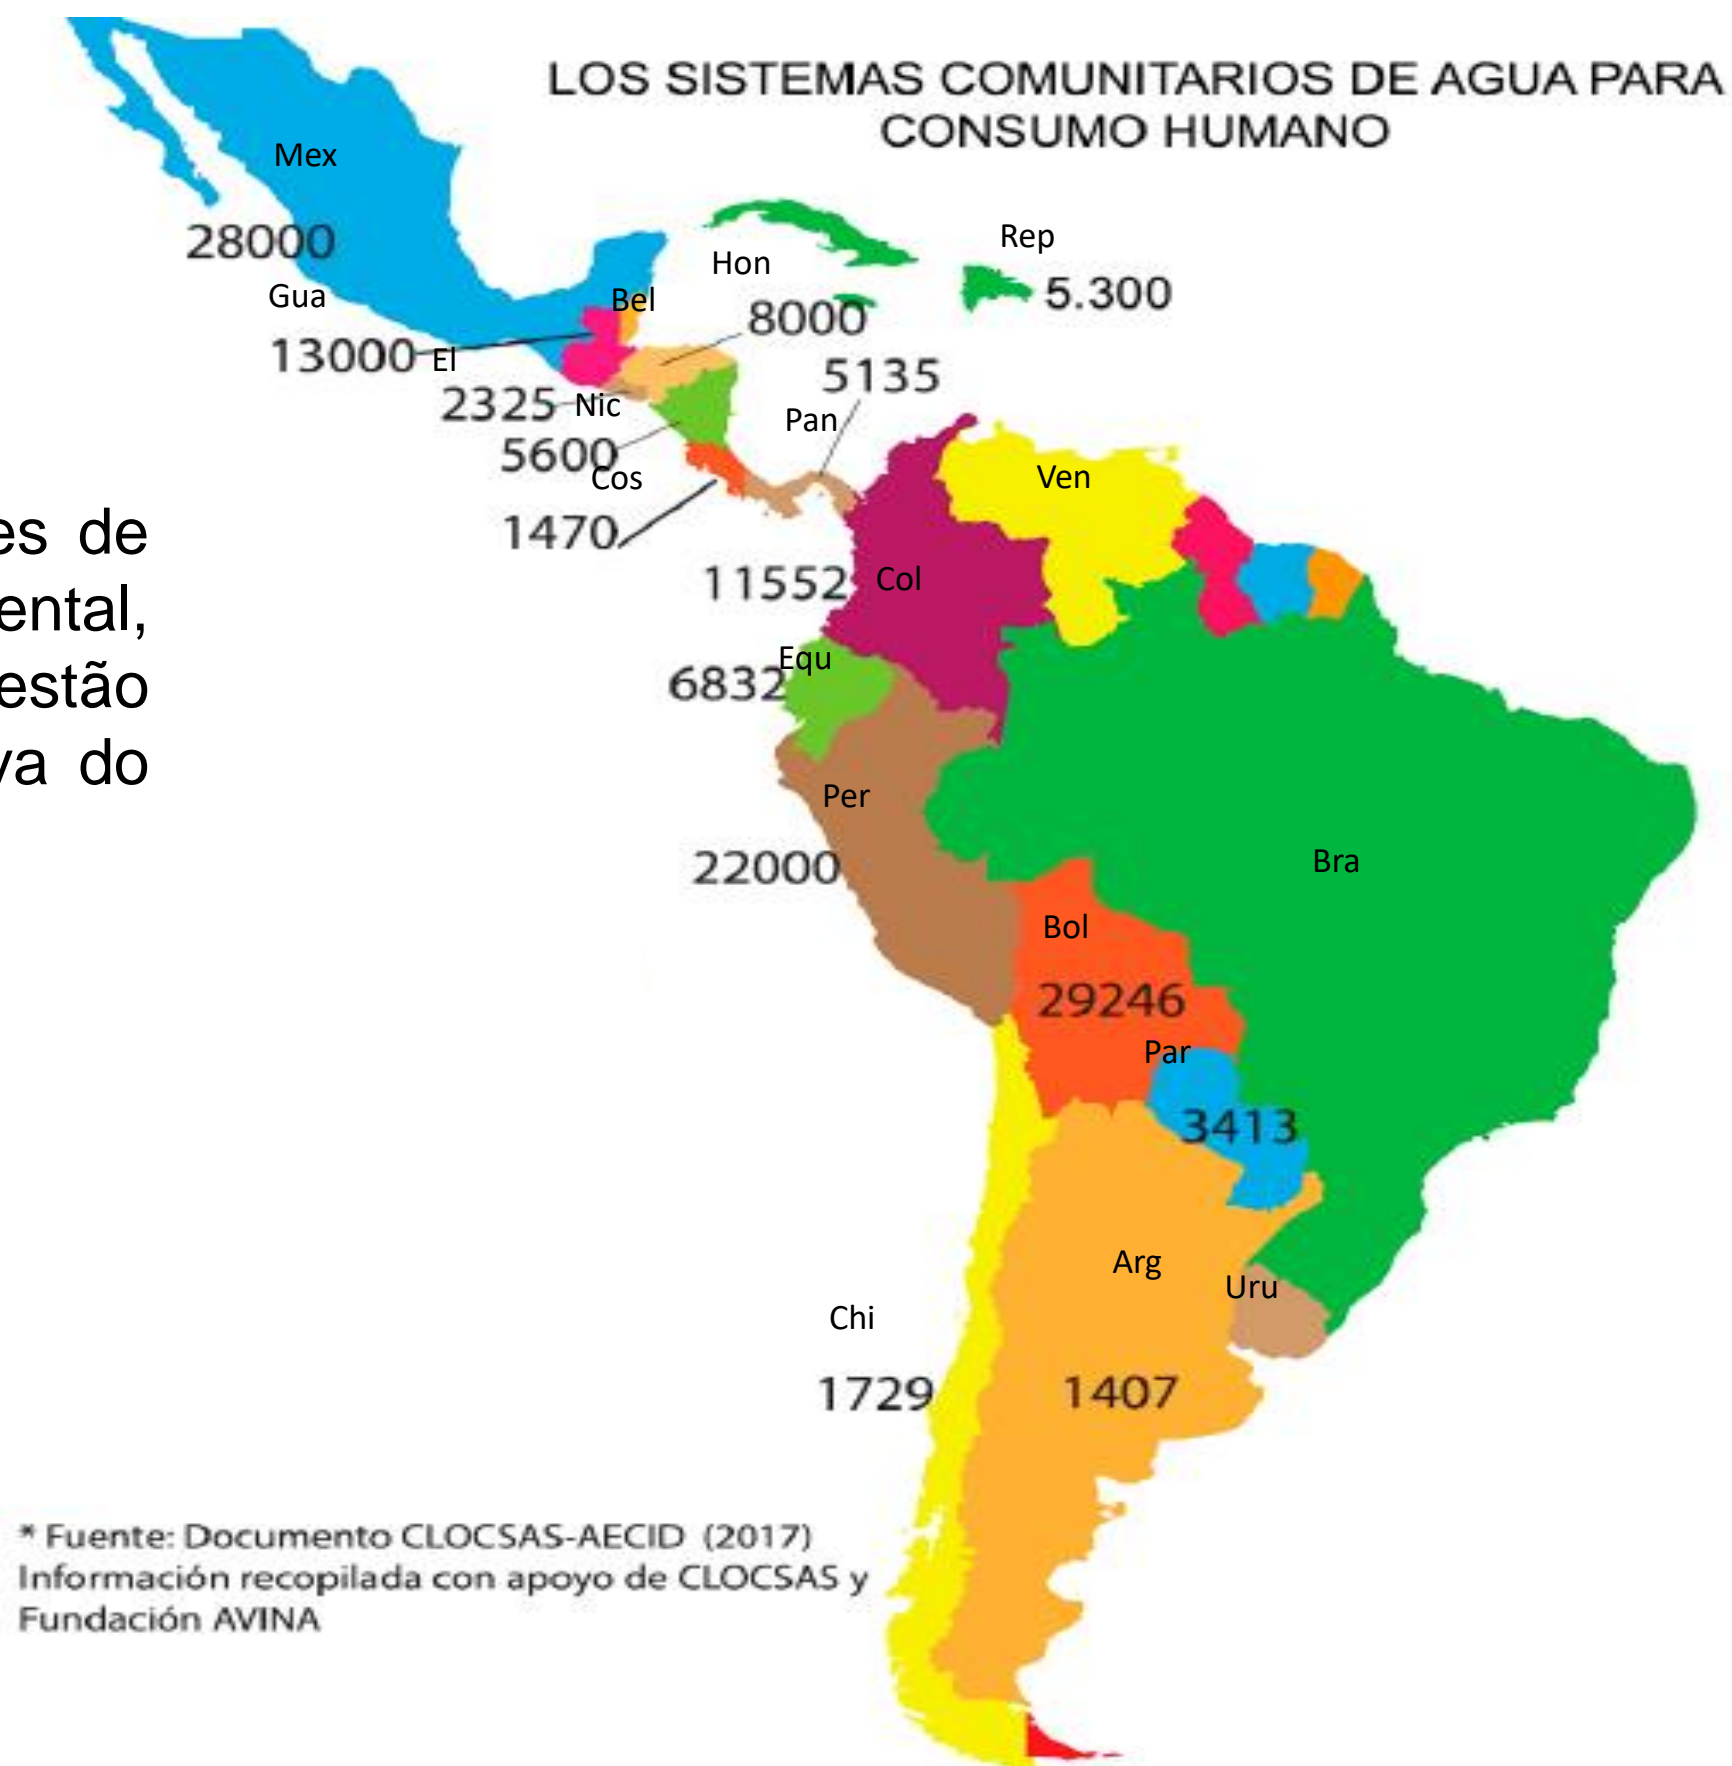 LOS SISTEMAS COMUNITARIOS DE AGUA PARA
CONSUMO HUMANO
Mex
28000
Rep
5.300
Hon
8000
Gua
13000
Bel
El
2325
5135
Pan
Nic
5600
Cos
1470
Ven
11552
Col
es de
ental,
estão
va do
Equ
6832
Per
22000
Bra
Bol
29246
Par
3413
Arg
Uru
Chi
1729
1407
* Fuente: Documento CLOCSAS-AECID (2017)
Información recopilada con apoyo de CLOCSAS y
Fundación AVINA